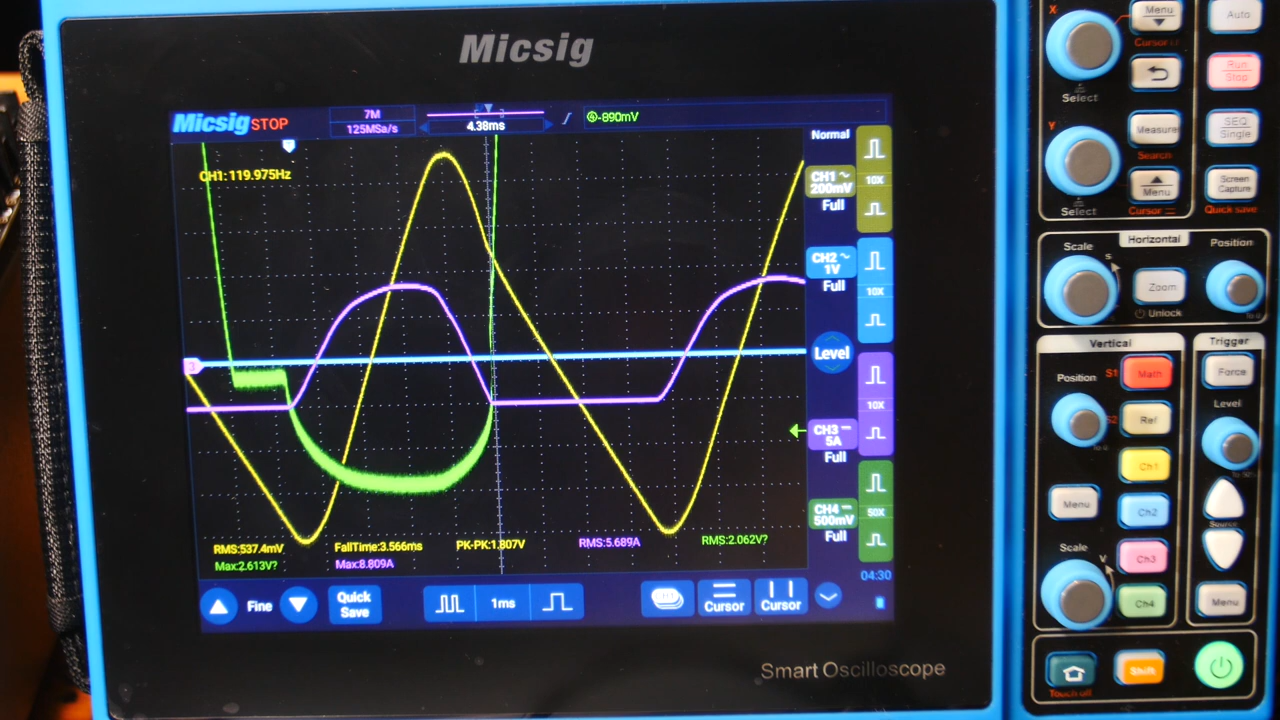 Micsig
Micsig STOP
7M
125MSa/s
4.38ms
4 -890mV
CH1: 119.975Hz
Normal
CH1
200mV
Full
10X
CH2
1V
Full
10X
Level
3
CH3
5A
Full
10X
CH4
500mV
Full
50X
RMS:537.4mV
FallTime:3.566ms
PK-PK:1.807V
RMS:5.689A
RMS:2.062V?
Max:2.613V?
Max:8.809A
04:30
Fine
Quick
Save
1ms
Cursor
Cursor
Smart Oscilloscope
X
Menu
Cursor
Auto
Select
Run
Stop
Y
Measure
Search
SEQ
Single
Select
Menu
Cursor
Screen
Capture
Quick save
Scale
Horizontal
Position
s
Zoom
Unlock
Vertical
Trigger
Position
S1
Math
Force
S2
Ref
Level
Ch1
Menu
Ch2
Source
Scale
V
Ch3
Ch4
Menu
Shift
Touch off